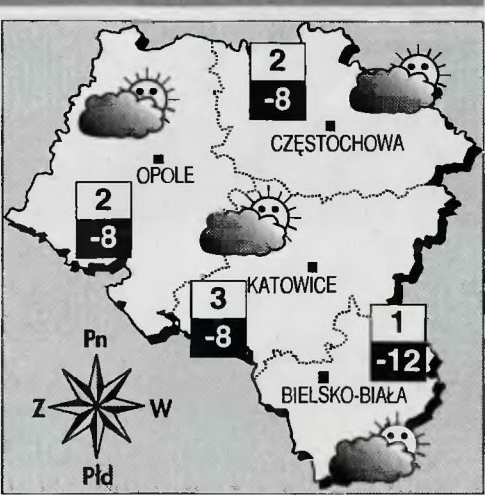 2
-8
CZĘSTOCHOWA
OPOLE
2
-8
KATOWICE
3
-8
1
-12
BIELSKO-BIAŁA
Pn
Z W
Płd